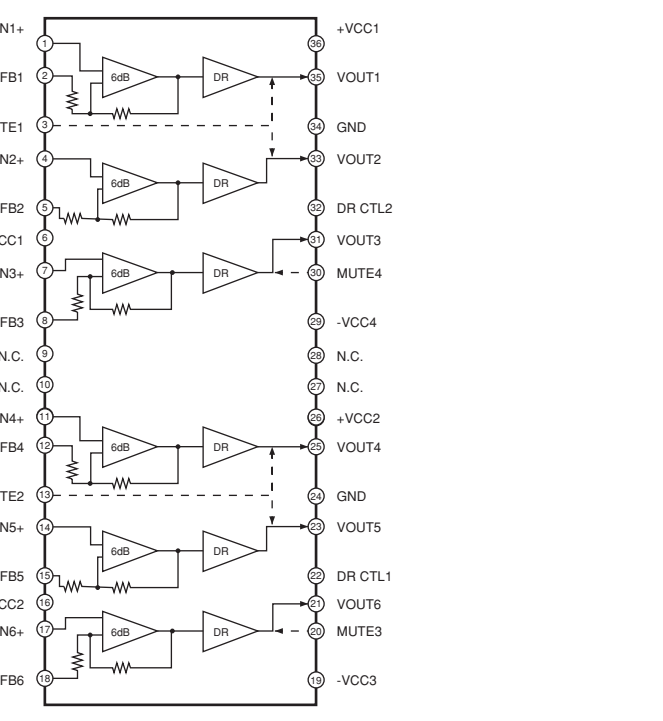 N1+ 1 36 +VCC1
FB1 2 6dB DR 35 VOUT1
TE1 3 34 GND
N2+ 4 33 VOUT2
6dB DR
FB2 5 32 DR CTL2
CC1 6 31 VOUT3
N3+ 7 6dB DR 30 MUTE4
FB3 8 29 -VCC4
N.C. 9 28 N.C.
N.C. 10 27 N.C.
N4+ 11 26 +VCC2
FB4 12 6dB DR 25 VOUT4
TE2 13 24 GND
N5+ 14 23 VOUT5
6dB DR
FB5 15 22 DR CTL1
CC2 16 21 VOUT6
N6+ 17 6dB DR 20 MUTE3
FB6 18 19 -VCC3